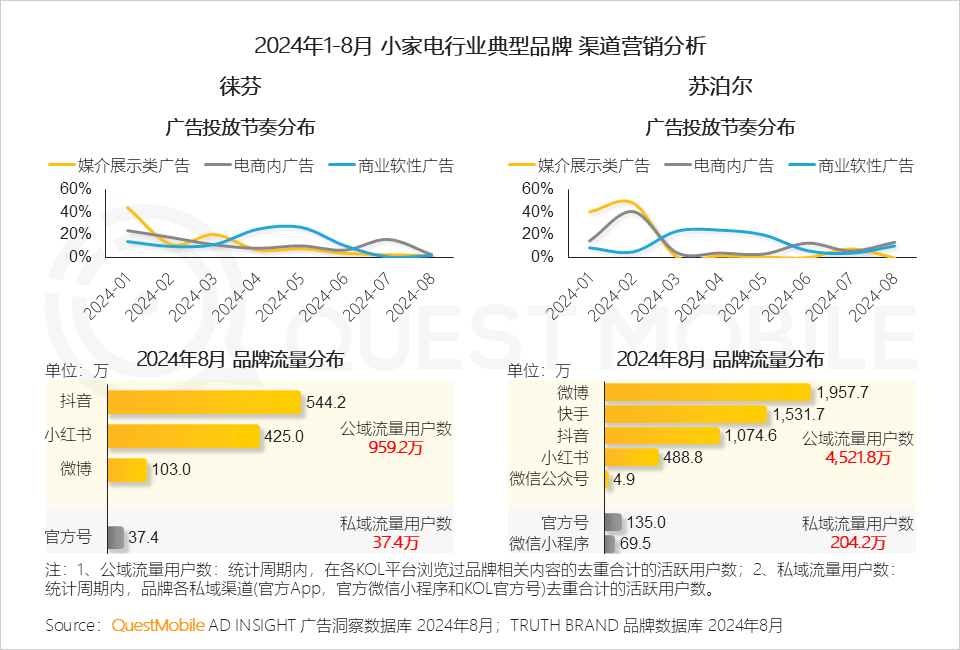 2024年1-8月 小家电行业典型品牌 渠道营销分析
徕芬
广告投放节奏分布
媒介展示类广告 电商内广告 商业软性广告
60%
40%
20%
0%
2024-01 2024-02 2024-03 2024-04 2024-05 2024-06 2024-07 2024-08
苏泊尔
广告投放节奏分布
媒介展示类广告 电商内广告 商业软性广告
60%
40%
20%
0%
2024-01 2024-02 2024-03 2024-04 2024-05 2024-06 2024-07 2024-08
QUEST MOBILE
2024年8月 品牌流量分布
单位：万
抖音 544.2
小红书 425.0
微博 103.0
公域流量用户数
959.2万
官方号 37.4
私域流量用户数
37.4万
2024年8月 品牌流量分布
单位：万
微博 1,957.7
快手 1,531.7
抖音 1,074.6
小红书 488.8
微信公众号 4.9
公域流量用户数
4,521.8万
官方号 135.0
微信小程序 69.5
私域流量用户数
204.2万
注：1、公域流量用户数：统计周期内，在各KOL平台浏览过品牌相关内容的去重合计的活跃用户数；2、私域流量用户数：
统计周期内，品牌各私域渠道(官方App，官方微信小程序和KOL官方号)去重合计的活跃用户数。
Source：QuestMobile AD INSIGHT 广告洞察数据库 2024年8月；TRUTH BRAND 品牌数据库 2024年8月